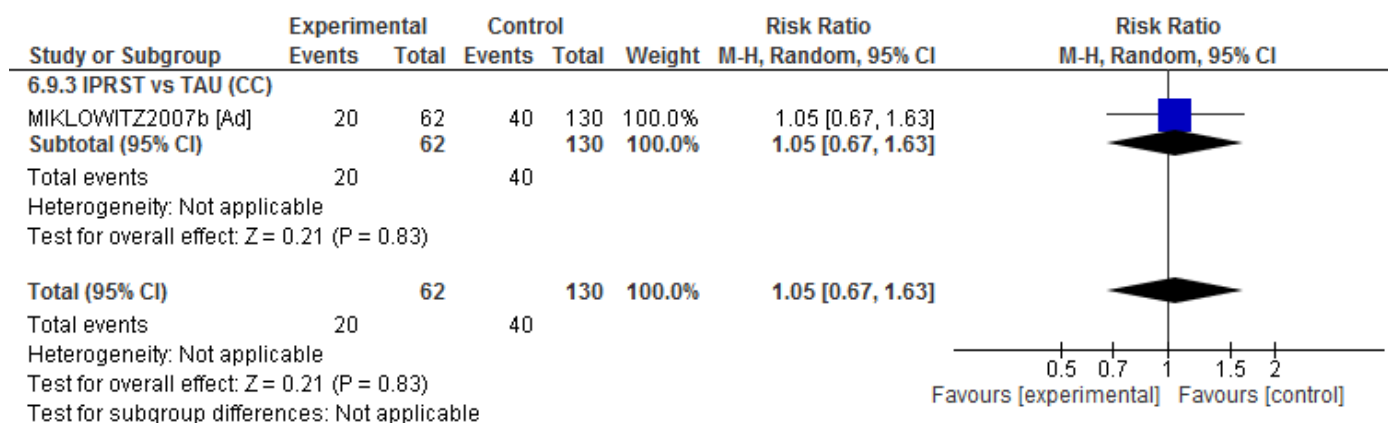 Experimental Control Risk Ratio Risk Ratio
Study or Subgroup Events Total Events Total Weight M-H, Random, 95% CI M-H, Random, 95% CI
6.9.3 IPRST vs TAU (CC)
MIKLOWITZ2007b [Ad] 20 62 40 130 100.0% 1.05 [0.67, 1.63]
Subtotal (95% CI) 62 130 100.0% 1.05 [0.67, 1.63]
Total events 20 40
Heterogeneity: Not applicable
Test for overall effect: Z = 0.21 (P = 0.83)
Total (95% CI) 62 130 100.0% 1.05 [0.67, 1.63]
Total events 20 40
Heterogeneity: Not applicable
Test for overall effect: Z = 0.21 (P = 0.83)
Test for subgroup differences: Not applicable
0.5 0.7 1 1.5 2
Favours [experimental] Favours [control]